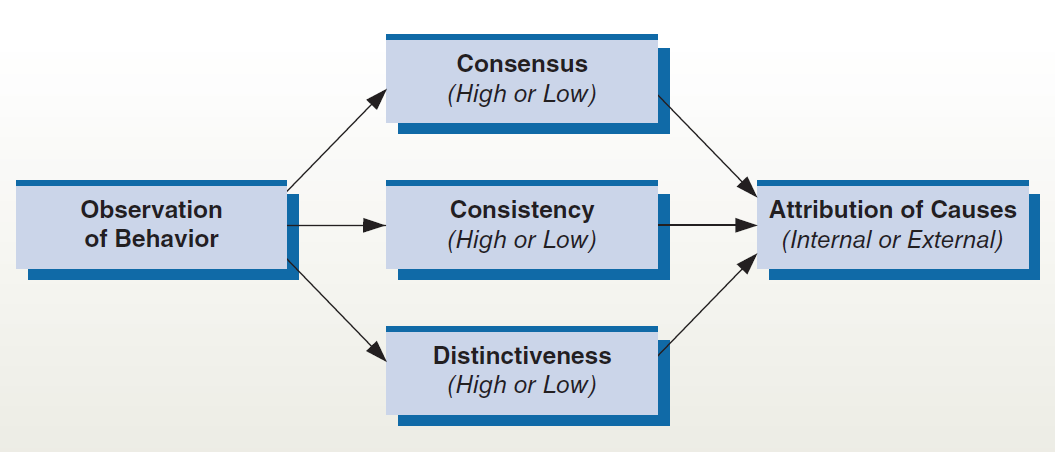 Consensus
(High or Low)
Observation
of Behavior
Consistency
(High or Low)
Attribution of Causes
(Internal or External)
Distinctiveness
(High or Low)